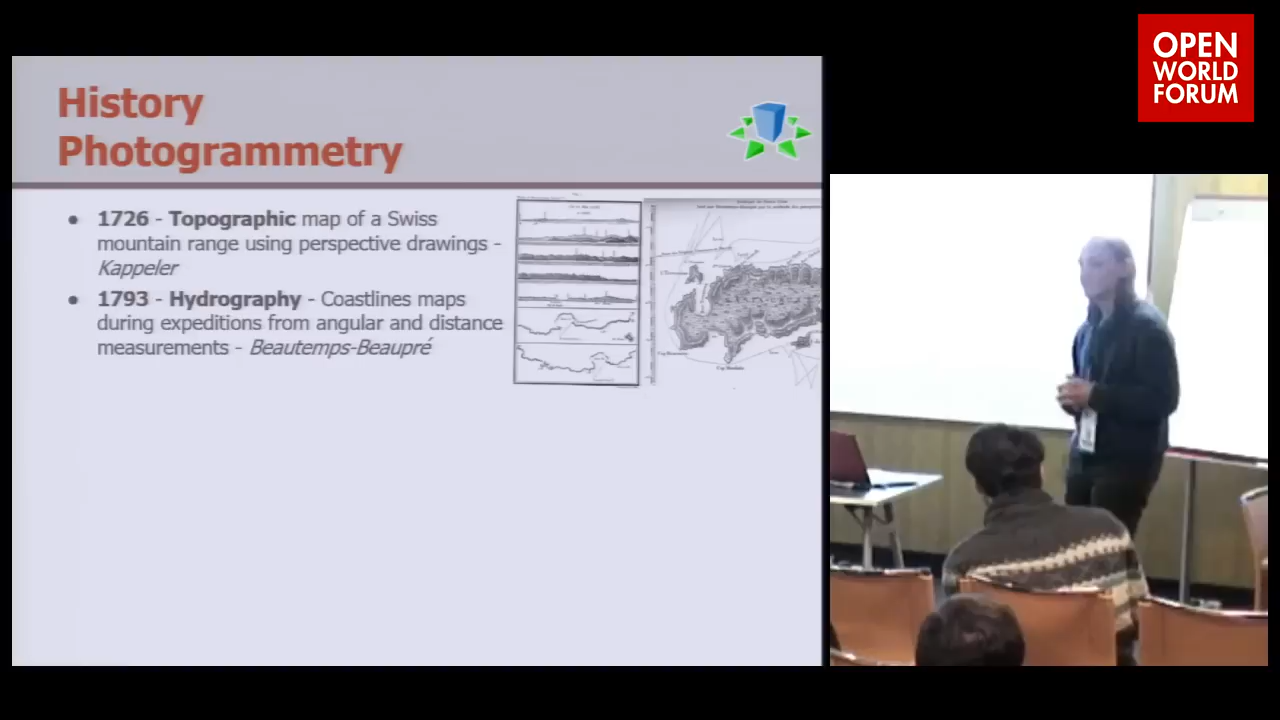 OPEN
WORLD
FORUM
History
Photogrammetry
1726 - Topographic map of a Swiss
mountain range using perspective drawings -
Kappeler
1793 - Hydrography - Coastlines maps
during expeditions from angular and distance
measurements - Beautemps-Beaupré